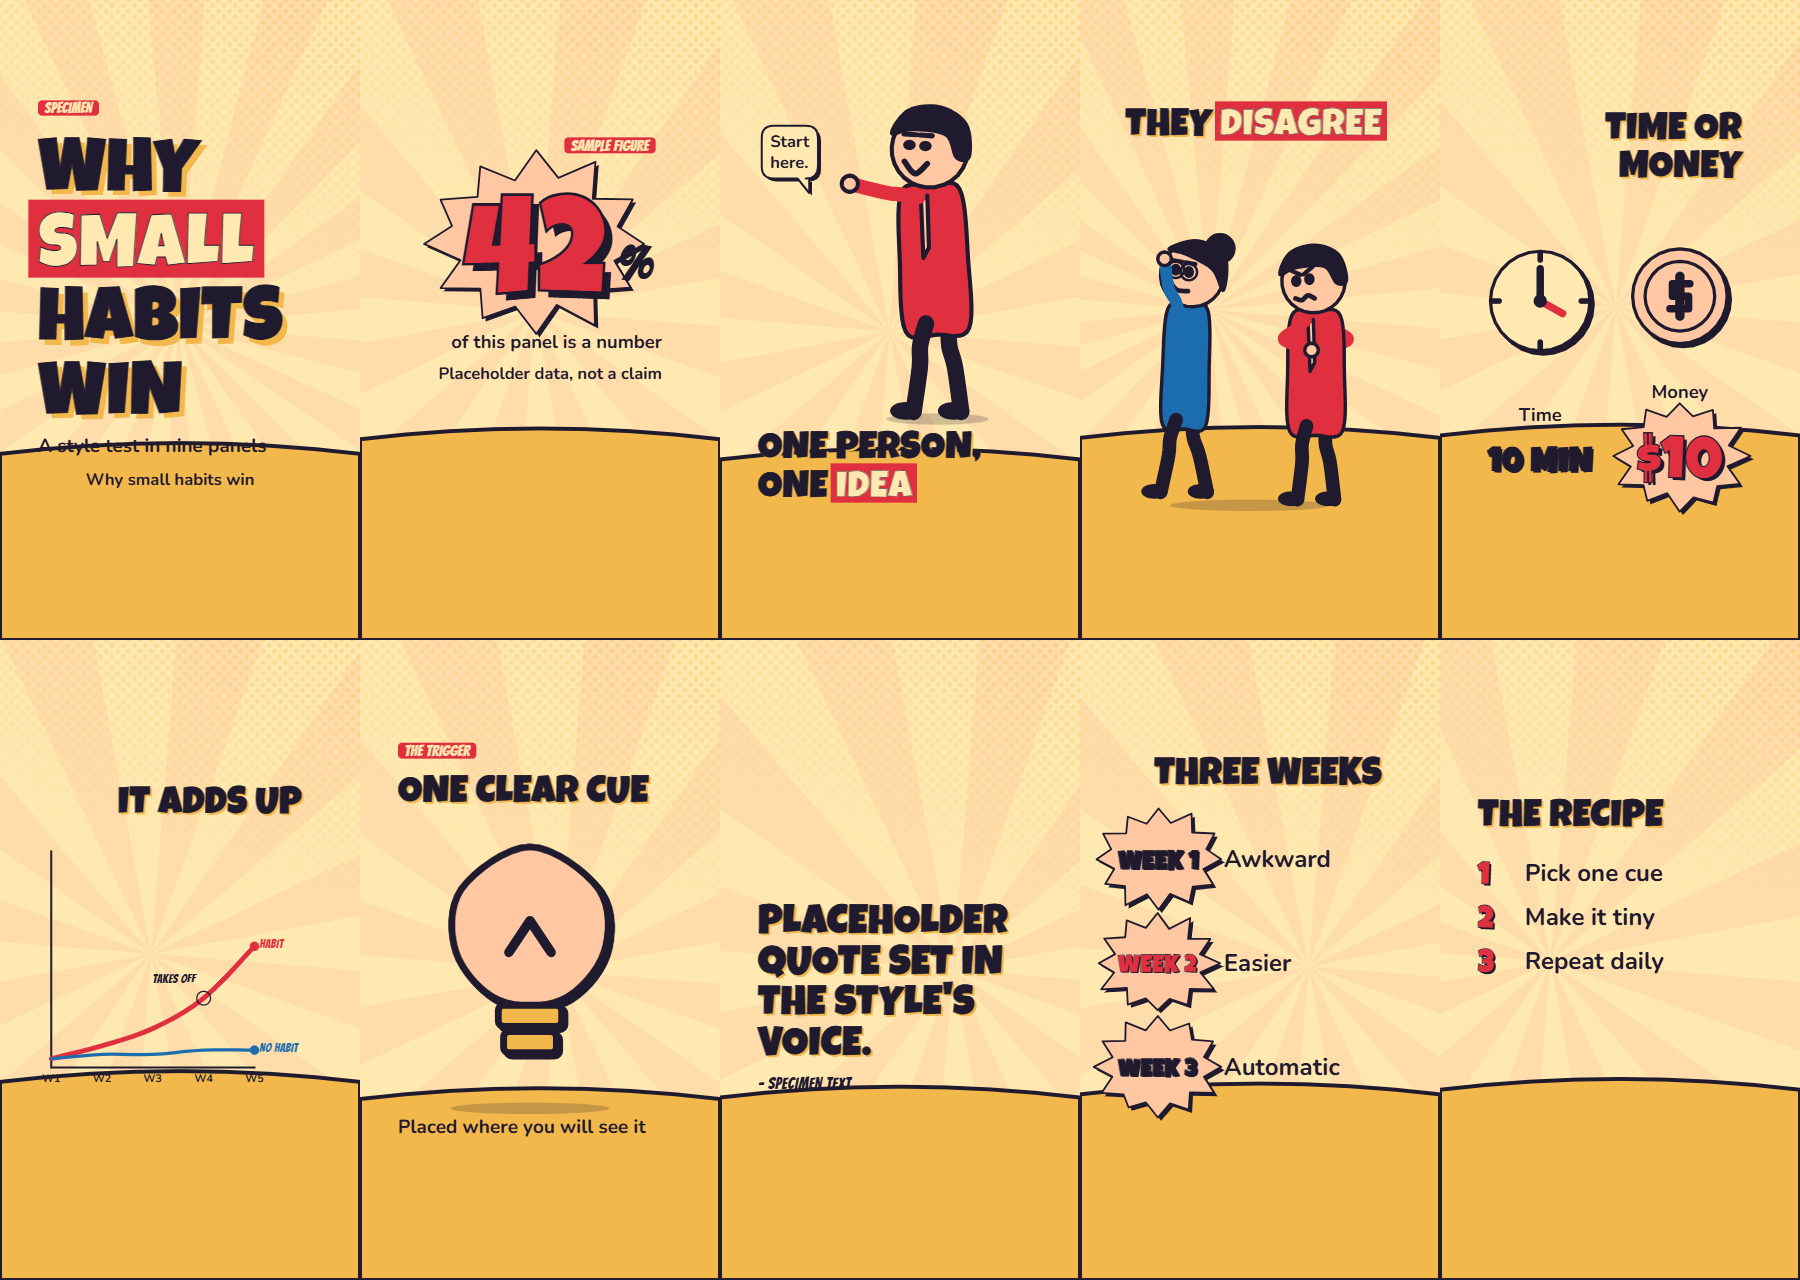 SPECIMEN
WHY
SMALL
HABITS
WIN
A style test in nine panels
Why small habits win
SAMPLE FIGURE
42%
of this panel is a number
Placeholder data, not a claim
Start
here.
ONE PERSON,
ONE IDEA
THEY DISAGREE
TIME OR
MONEY
$
Time
Money
10 MIN
$10
IT ADDS UP
HABIT
TAKES OFF
NO HABIT
W1 W2 W3 W4 W5
THE TRIGGER
ONE CLEAR CUE
Placed where you will see it
PLACEHOLDER
QUOTE SET IN
THE STYLE'S
VOICE.
- SPECIMEN TEXT
THREE WEEKS
WEEK 1 Awkward
WEEK 2 Easier
WEEK 3 Automatic
THE RECIPE
1 Pick one cue
2 Make it tiny
3 Repeat daily